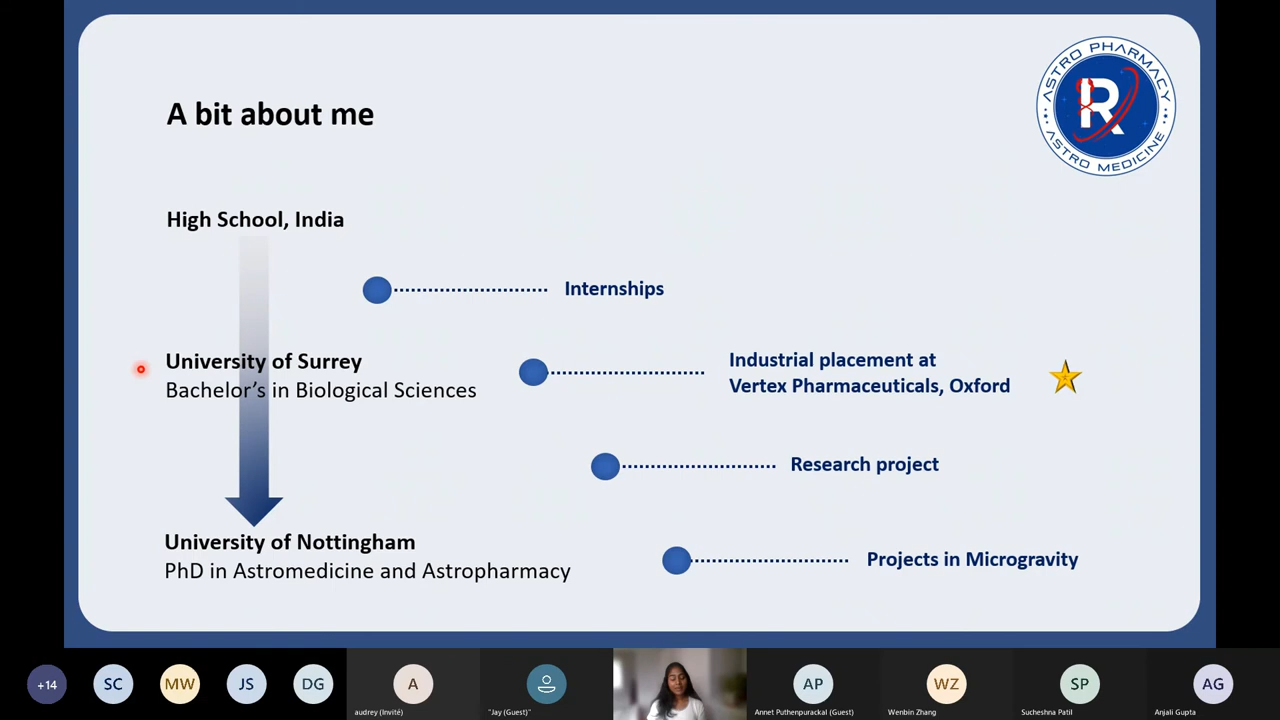 A bit about me
ASTRO PHARMACY
R
ASTRO MEDICINE
High School, India
Internships
University of Surrey
Bachelor's in Biological Sciences
Industrial placement at
Vertex Pharmaceuticals, Oxford
Research project
University of Nottingham
PhD in Astromedicine and Astropharmacy
Projects in Microgravity
+14
SC
MW
JS
DG
A
audrey (Invité)
"Jay (Guest)"
AP
Annet Puthenpurackal (Guest)
WZ
Wenbin Zhang
SP
Sucheshna Patil
AG
Anjali Gupta